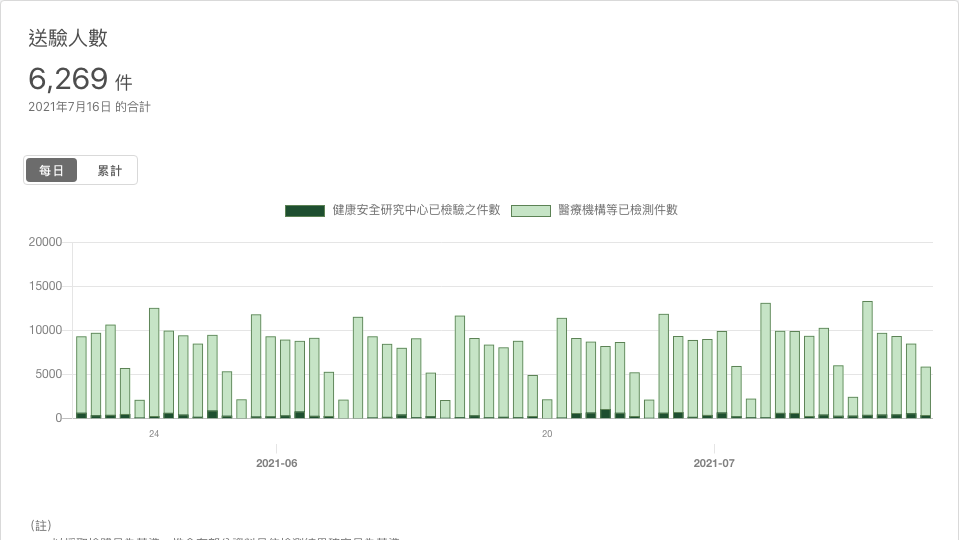 送驗人數
6,269 件
2021年7月16日 的合計
每日 累計
健康安全研究中心已檢驗之件數 醫療機構等已檢測件數
20000
15000
10000
5000
0
24 20
2021-06 2021-07
(註)